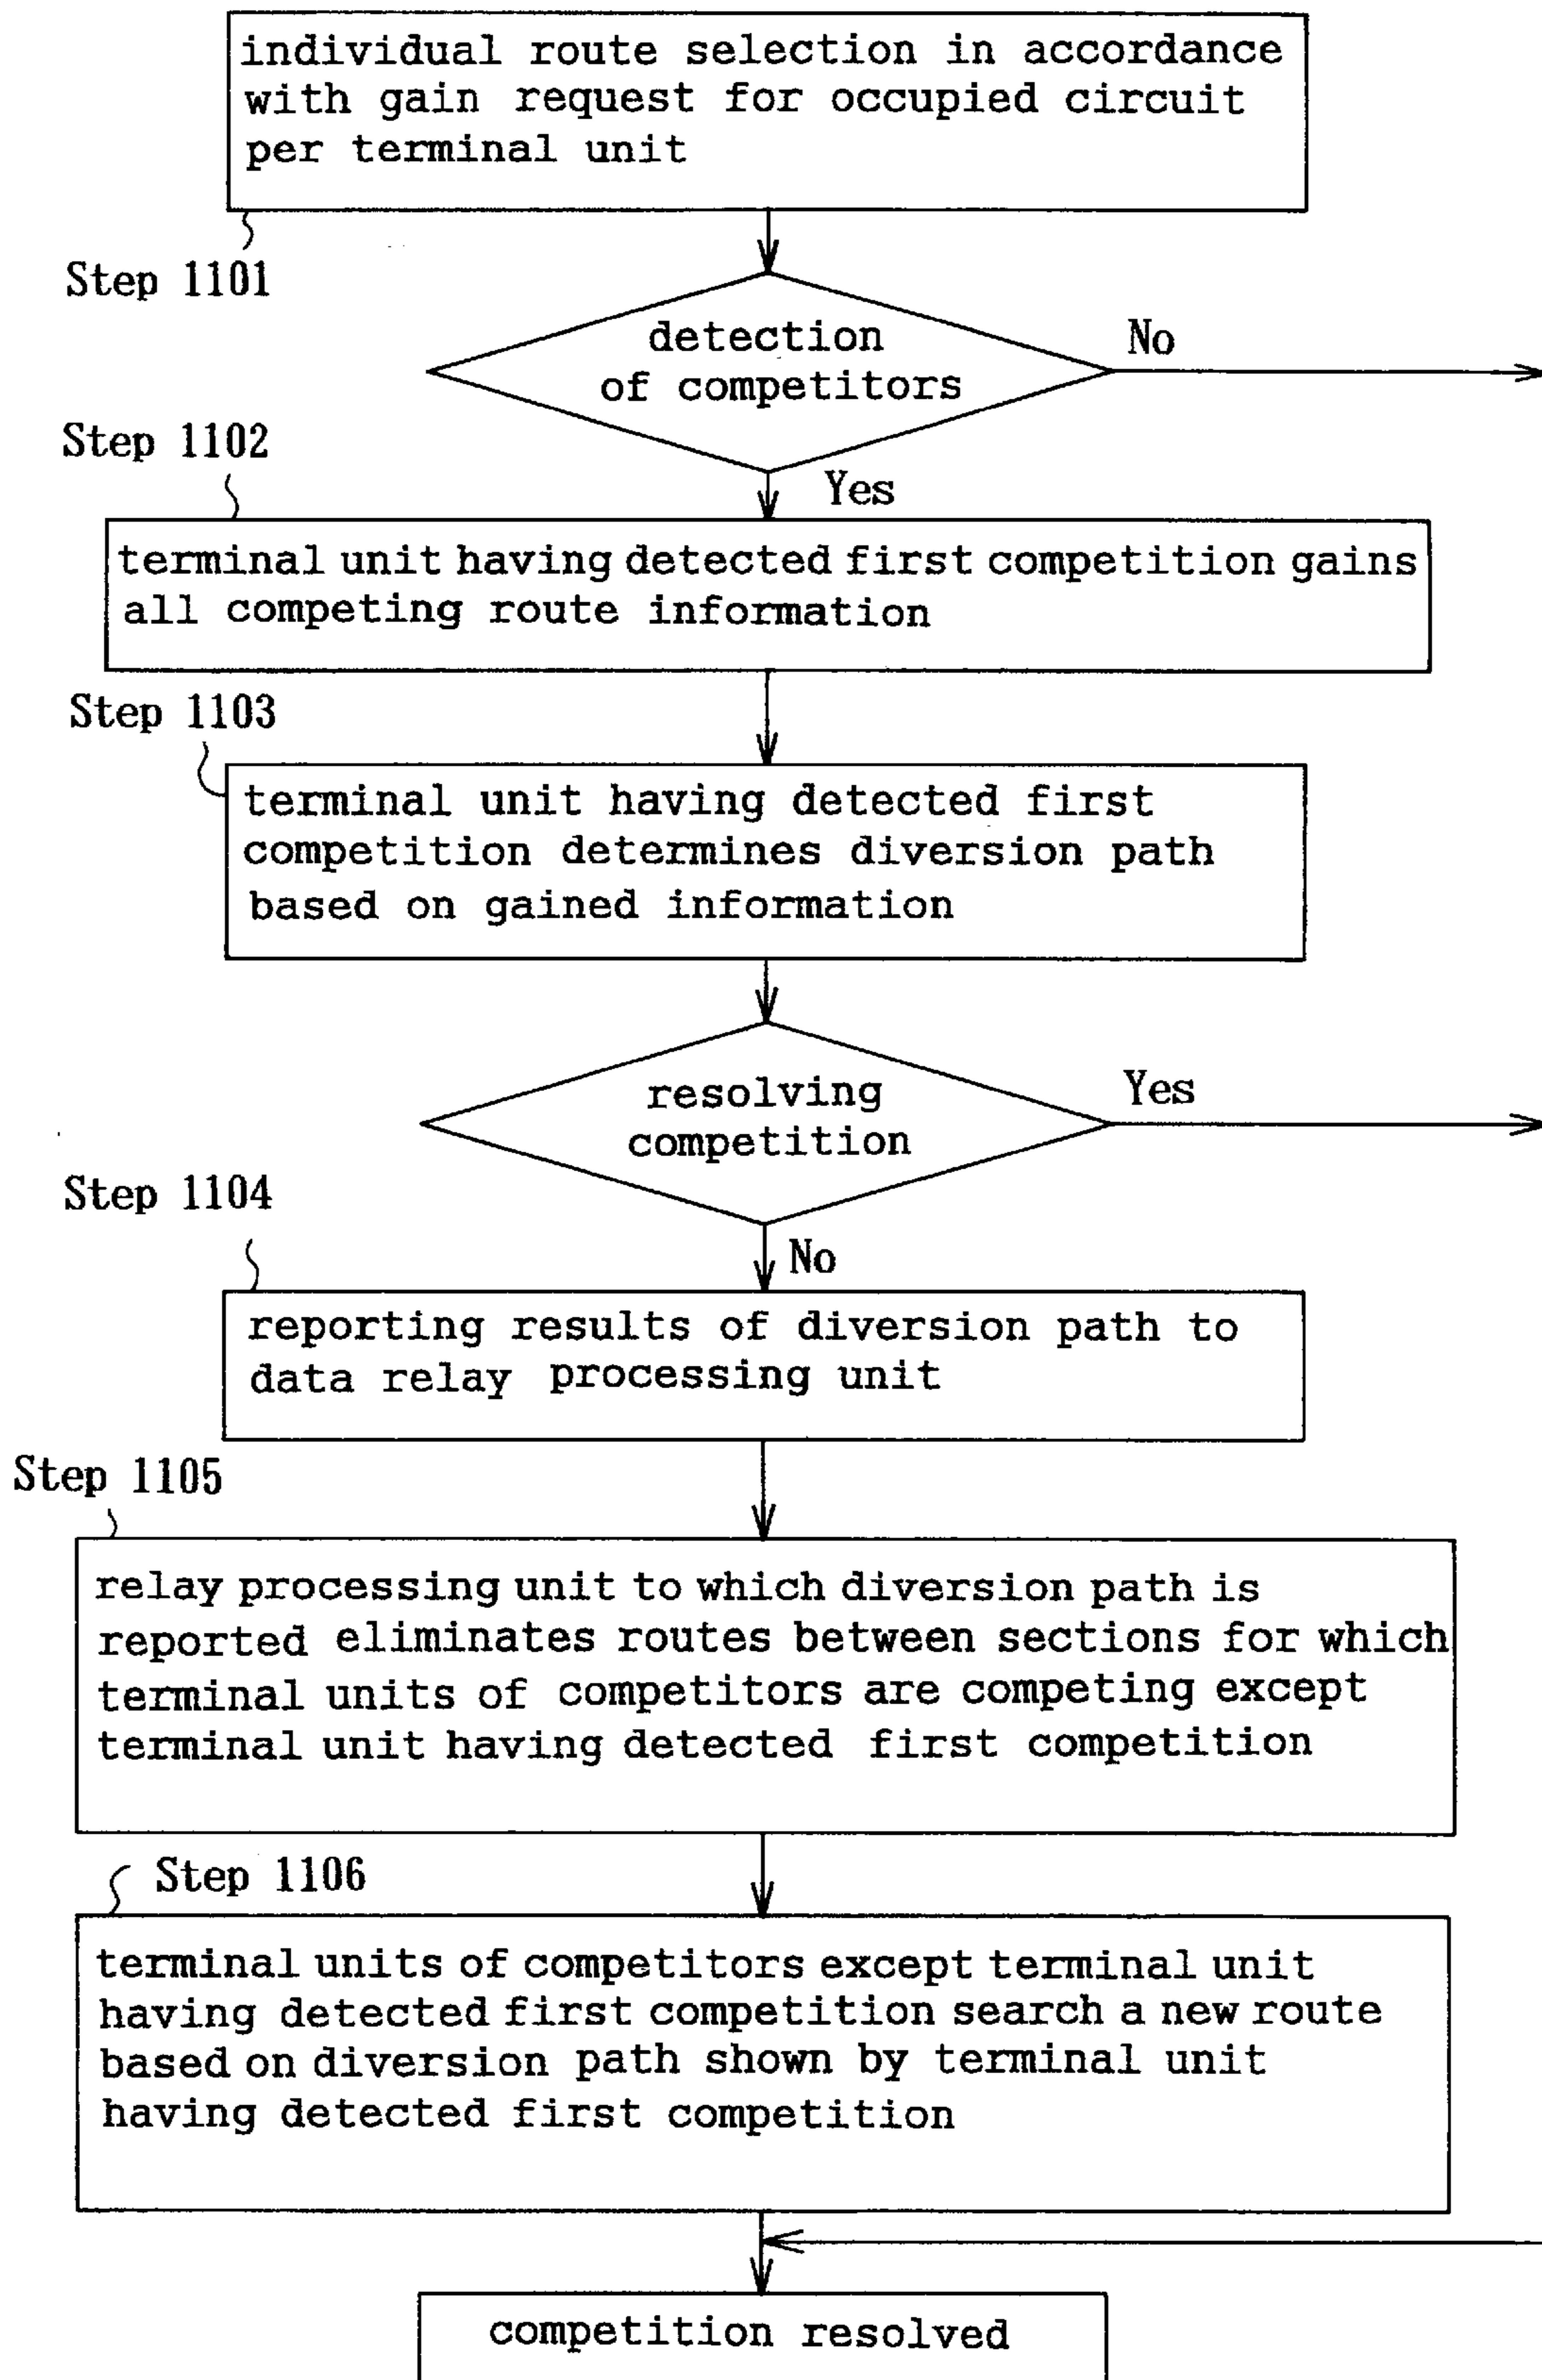 individual route selection in accordance
with gain request for occupied circuit
per terminal unit
Step 1101
detection
of competitors
No
Step 1102
Yes
terminal unit having detected first competition gains
all competing route information
Step 1103
terminal unit having detected first
competition determines diversion path
based on gained information
resolving
competition
Yes
Step 1104
No
reporting results of diversion path to
data relay processing unit
Step 1105
relay processing unit to which diversion path is
reported eliminates routes between sections for which
terminal units of competitors are competing except
terminal unit having detected first competition
Step 1106
terminal units of competitors except terminal unit
having detected first competition search a new route
based on diversion path shown by terminal unit
having detected first competition
competition resolved